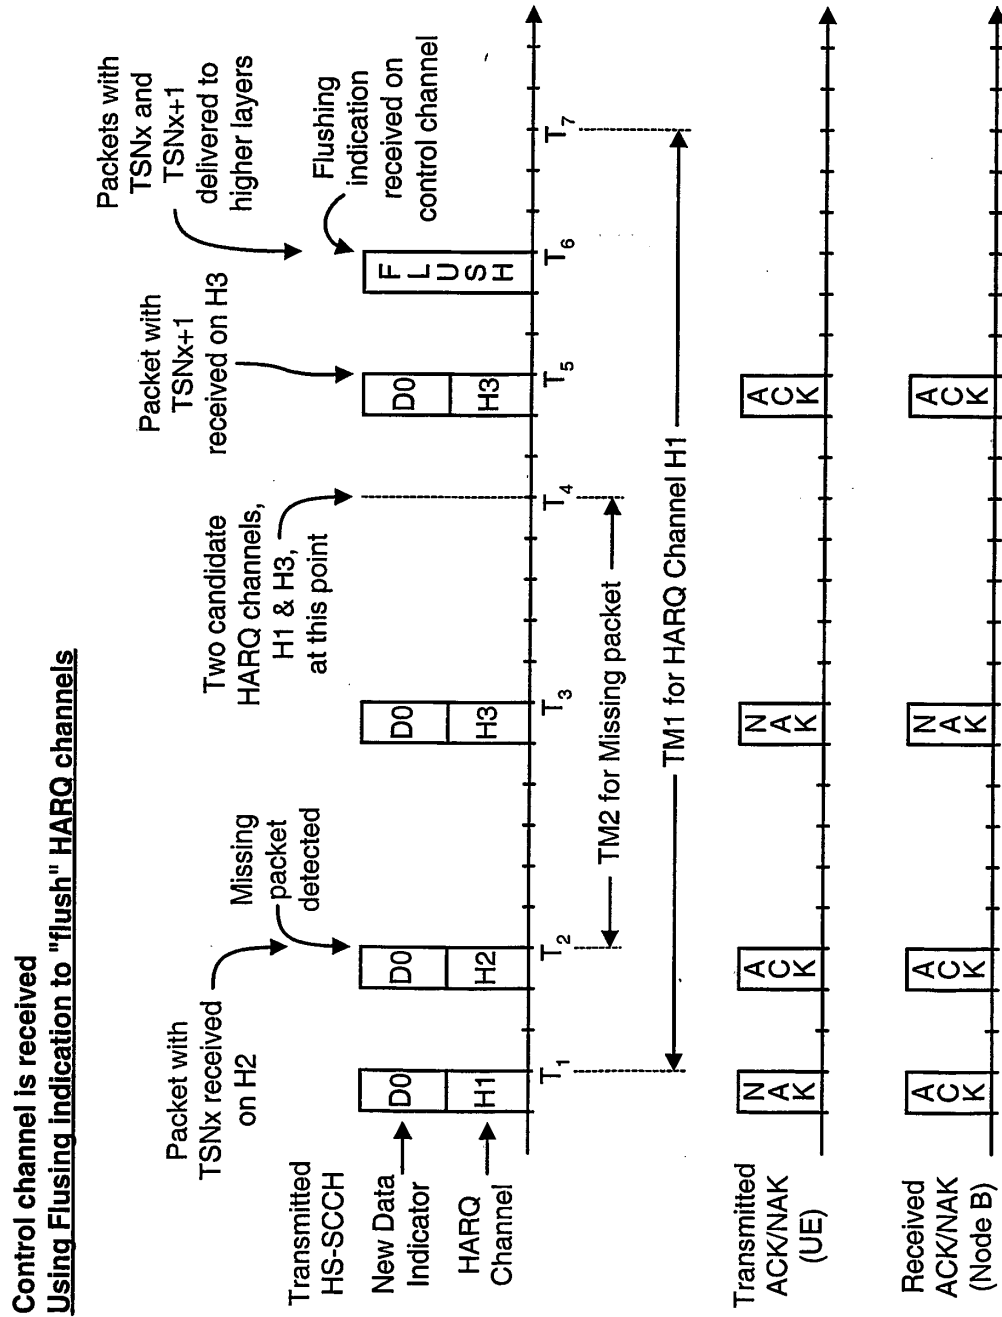 Control channel is received
Using Flusing indication to "flush" HARQ channels
Packet with
TSNx received
on H2
Missing
packet
detected
Two candidate
HARQ channels,
H1 & H3,
at this point
Packet with
TSNx+1
received on H3
Packets with
TSNx and
TSNx+1
delivered to
higher layers
Flushing
indication
received on
control channel
Transmitted
HS-SCCH
New Data
Indicator
HARQ
Channel
D0
H1
D0
H2
D0
H3
D0
H3
FLUSH
T1
T2
T3
T4
T5
T6
T7
TM2 for Missing packet
TM1 for HARQ Channel H1
Transmitted
ACK/NAK
(UE)
NAK
ACK
NAK
ACK
Received
ACK/NAK
(Node B)
ACK
ACK
NAK
ACK